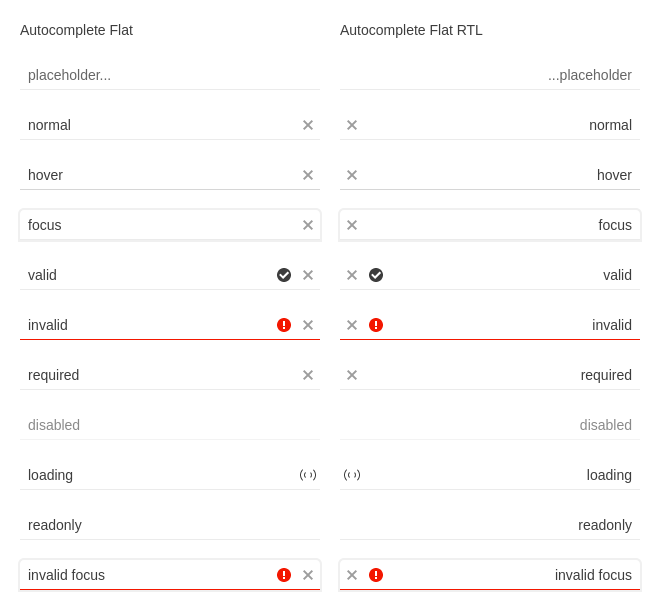 Autocomplete Flat
placeholder...
normal
hover
focus
valid
invalid
required
disabled
loading
readonly
invalid focus
Autocomplete Flat RTL
...placeholder
normal
hover
focus
valid
invalid
required
disabled
loading
readonly
invalid focus